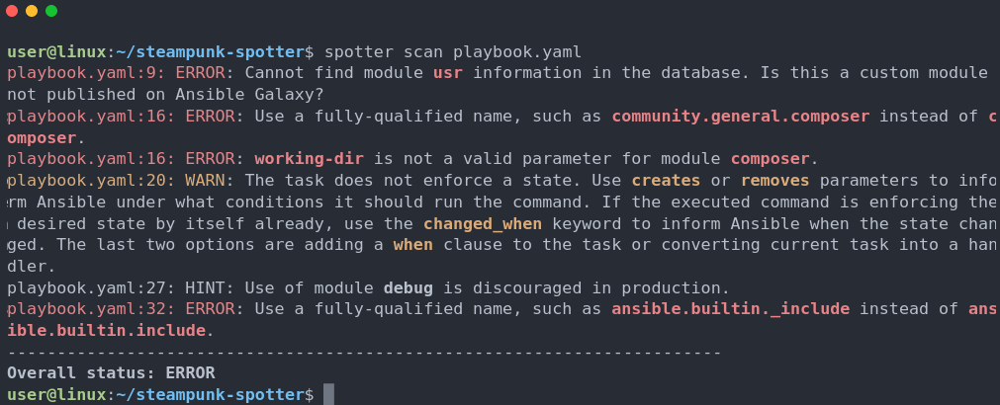 user@linux:~/steampunk-spotter$ spotter scan playbook.yaml
playbook.yaml:9: ERROR: Cannot find module usr information in the database. Is this a custom module
not published on Ansible Galaxy?
playbook.yaml:16: ERROR: Use a fully-qualified name, such as community.general.composer instead of c
omposer.
playbook.yaml:16: ERROR: working-dir is not a valid parameter for module composer.
playbook.yaml:20: WARN: The task does not enforce a state. Use creates or removes parameters to info
rm Ansible under what conditions it should run the command. If the executed command is enforcing the
desired state by itself already, use the changed_when keyword to inform Ansible when the state chan
ged. The last two options are adding a when clause to the task or converting current task into a han
dler.
playbook.yaml:27: HINT: Use of module debug is discouraged in production.
playbook.yaml:32: ERROR: Use a fully-qualified name, such as ansible.builtin._include instead of ans
ible.builtin.include.
------------------------------------------------------------------------
Overall status: ERROR
user@linux:~/steampunk-spotter$